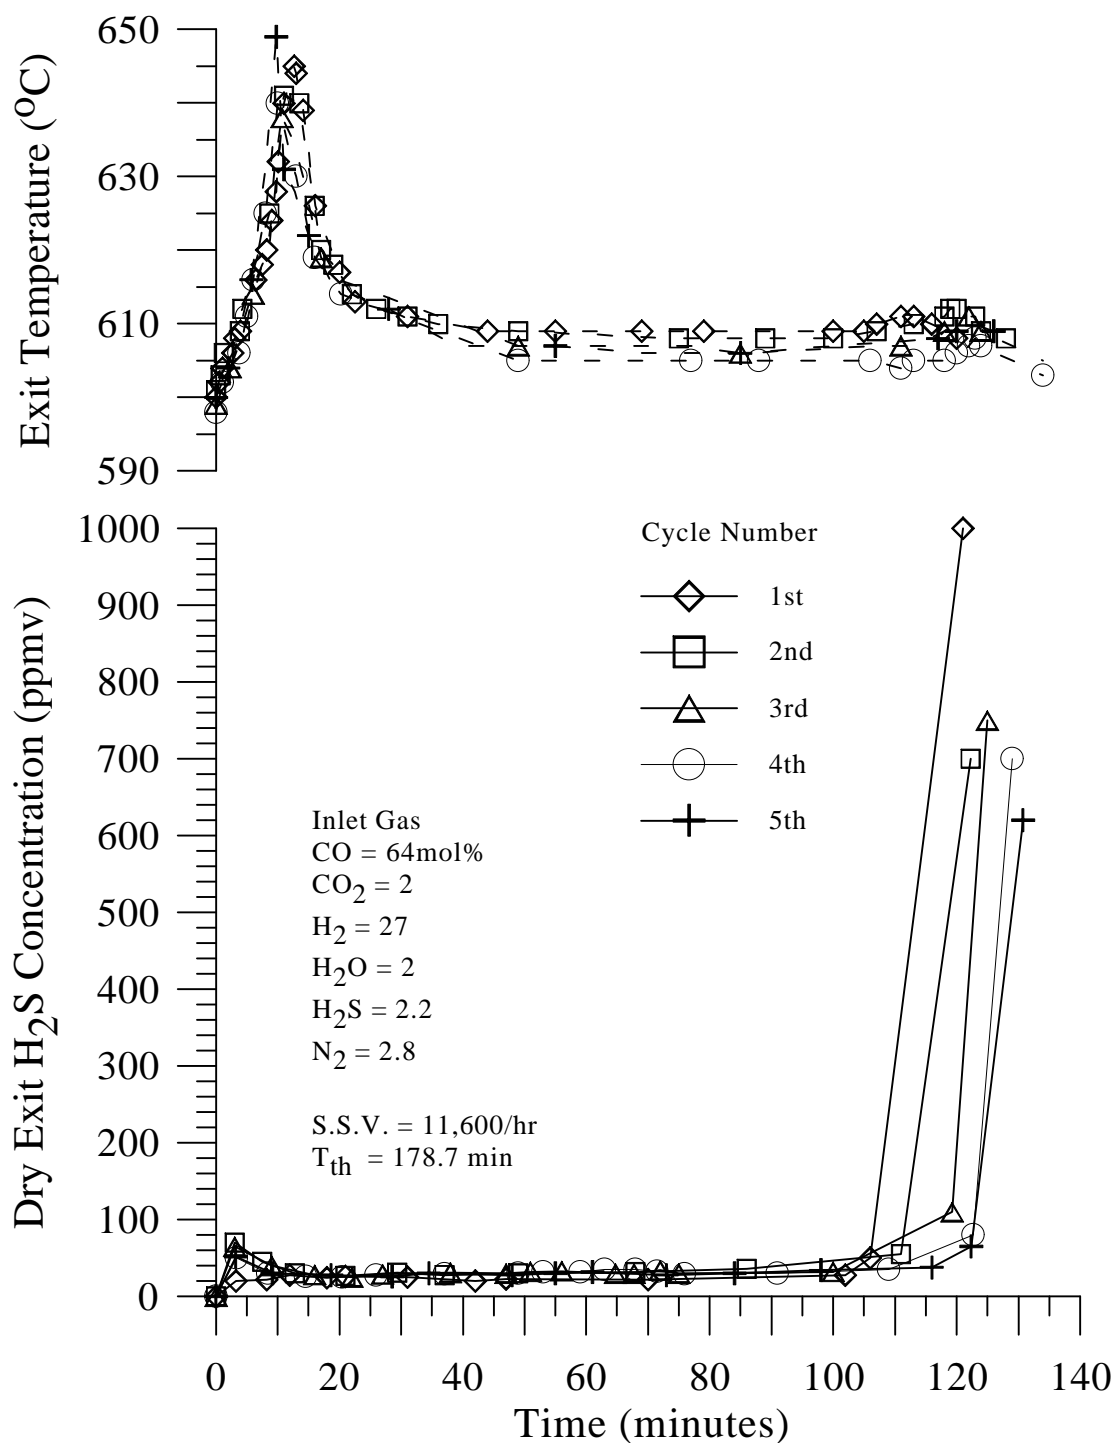 650
630
610
590
Exit Temperature (°C)
1000
900
800
700
600
500
400
300
200
100
0
Dry Exit H₂S Concentration (ppmv)
Cycle Number
1st
2nd
3rd
4th
5th
Inlet Gas
CO = 64mol%
CO₂ = 2
H₂ = 27
H₂O = 2
H₂S = 2.2
N₂ = 2.8
S.S.V. = 11,600/hr
Tₜₕ = 178.7 min
0 20 40 60 80 100 120 140
Time (minutes)